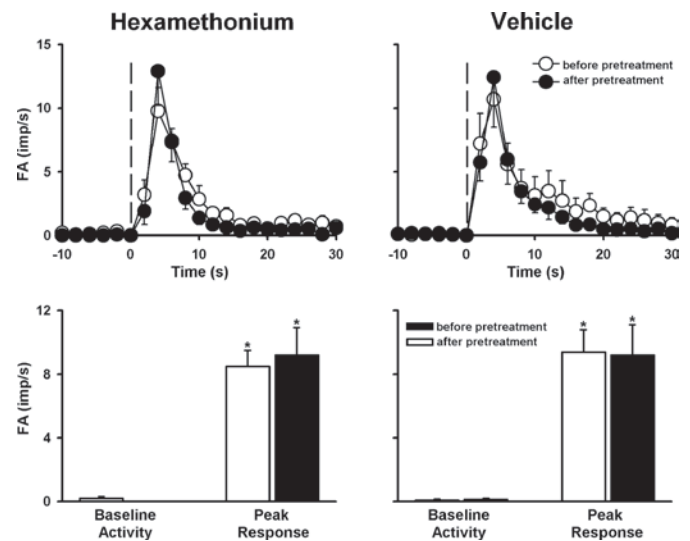 Hexamethonium
Vehicle
FA (imp/s)
15
10
5
0
-10 0 10 20 30
Time (s)
before pretreatment
after pretreatment
-10 0 10 20 30
Time (s)
FA (imp/s)
12
8
4
0
* *
Baseline Activity
Peak Response
before pretreatment
after pretreatment
* *
Baseline Activity
Peak Response